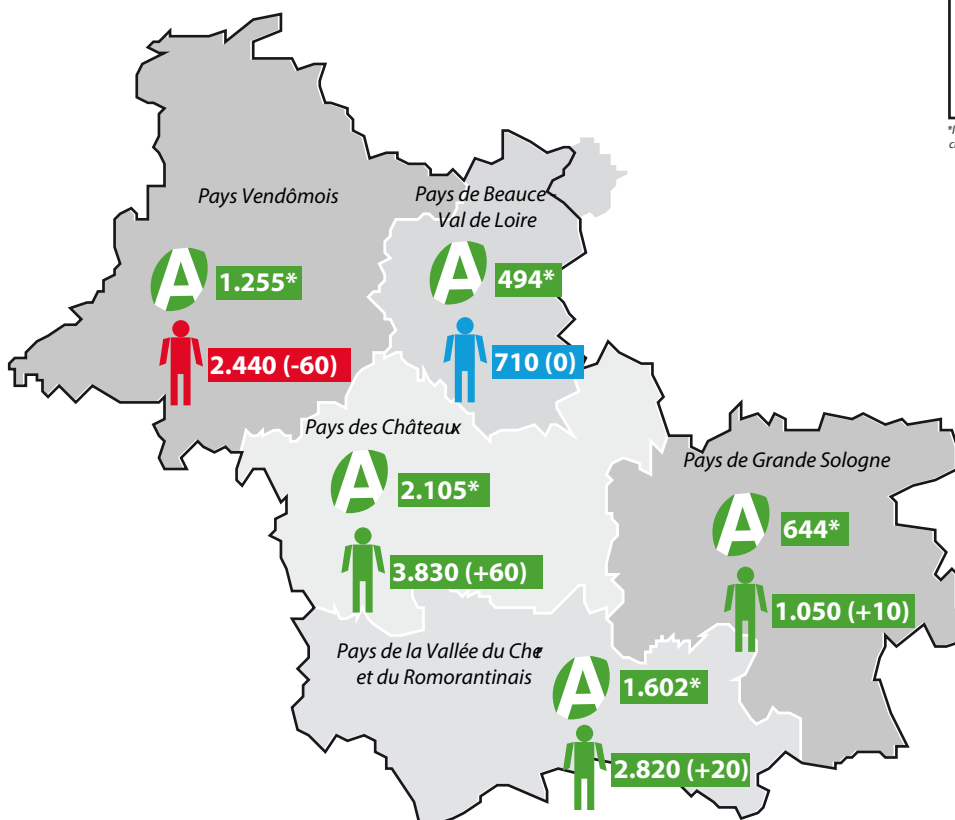 *I
c
Pays Vendômois
Pays de Beauce -
Val de Loire
A 1.255*
A 494*
2.440 (-60)
710 (0)
Pays des Châteaux
Pays de Grande Sologne
A 2.105*
A 644*
3.830 (+60)
1.050 (+10)
Pays de la Vallée du Cher
et du Romorantinais
A 1.602*
2.820 (+20)